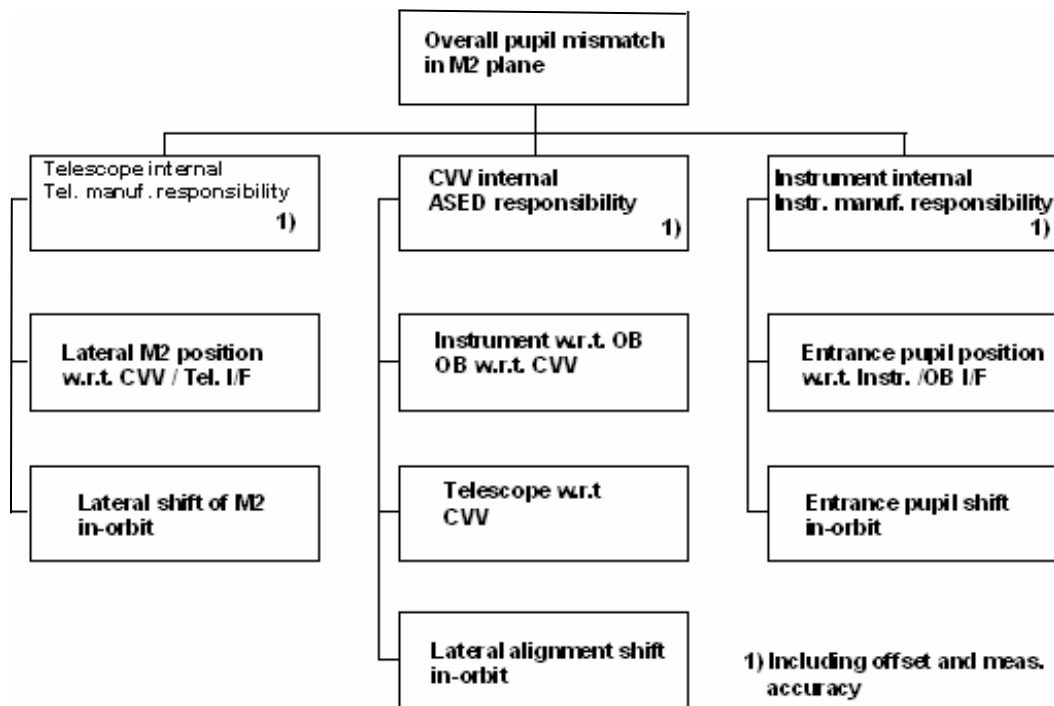 Overall pupil mismatch
in M2 plane
Telescope internal
Tel. manuf. responsibility
1)
CVV internal
ASED responsibility
1)
Instrument internal
Instr. manuf. responsibility
1)
Lateral M2 position
w.r.t. CVV / Tel. I/F
Instrument w.r.t. OB
OB w.r.t. CVV
Entrance pupil position
w.r.t. Instr. /OB I/F
Lateral shift of M2
in-orbit
Telescope w.r.t
CVV
Entrance pupil shift
in-orbit
Lateral alignment shift
in-orbit
1) Including offset and meas.
accuracy